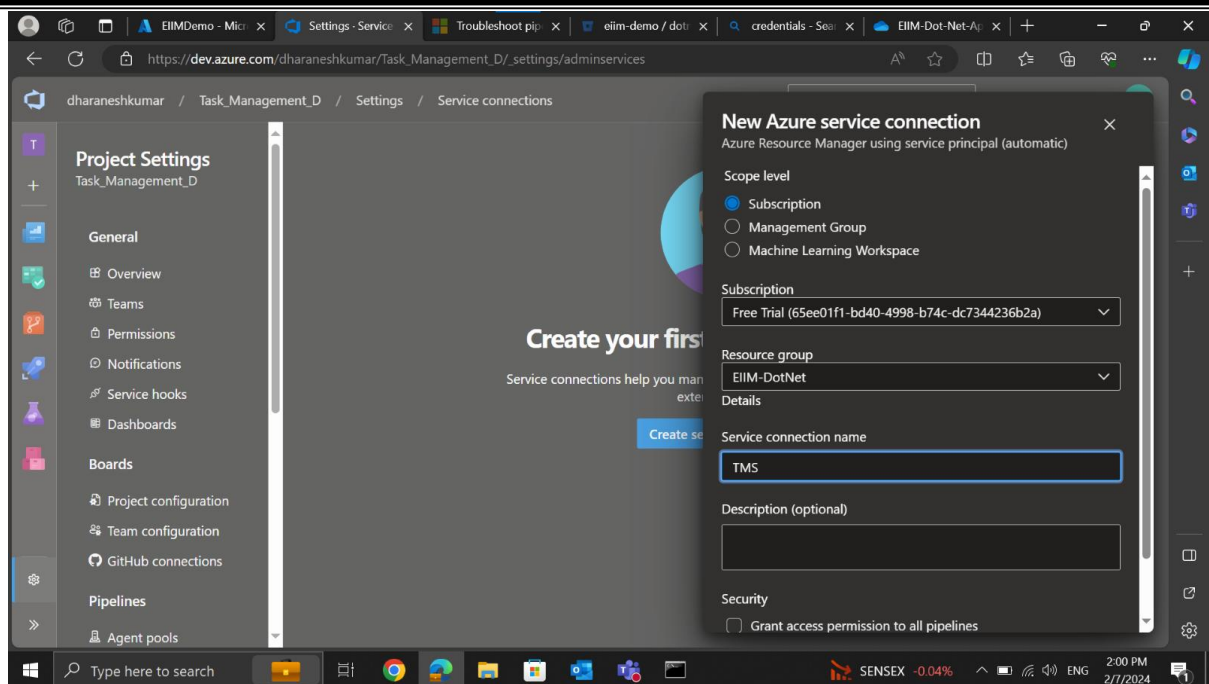 EIIMDemo - Micr
Settings · Service
Troubleshoot pip
eiim-demo / dotr
credentials - Sear
EIIM-Dot-Net-Ap
https://dev.azure.com/dharaneshkumar/Task_Management_D/_settings/adminservices
dharaneshkumar / Task_Management_D / Settings / Service connections
T
Project Settings
Task_Management_D
General
Overview
Teams
Permissions
Notifications
Service hooks
Dashboards
Boards
Project configuration
Team configuration
GitHub connections
Pipelines
Agent pools
Create your first
Service connections help you man
exte
Create se
New Azure service connection
Azure Resource Manager using service principal (automatic)
Scope level
Subscription
Management Group
Machine Learning Workspace
Subscription
Free Trial (65ee01f1-bd40-4998-b74c-dc7344236b2a)
Resource group
EIIM-DotNet
Details
Service connection name
TMS
Description (optional)
Security
Grant access permission to all pipelines
Type here to search
SENSEX -0.04%
ENG
2:00 PM
2/7/2024
1